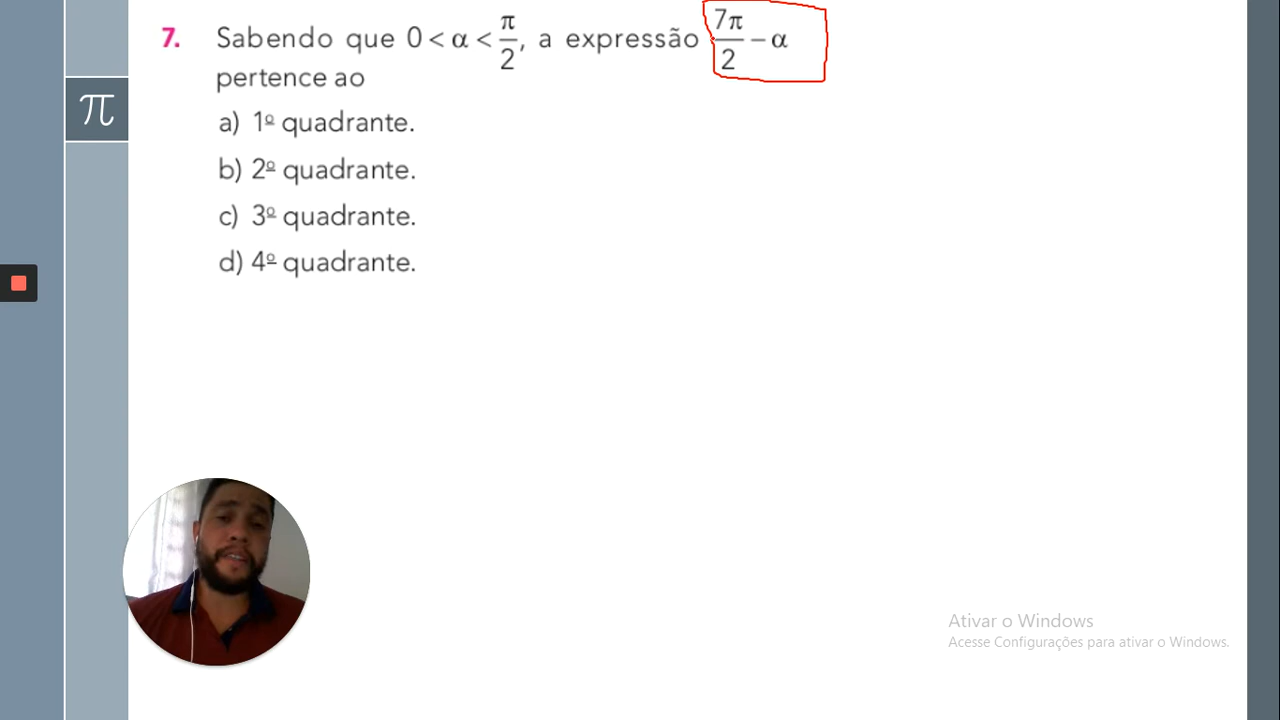 7. Sabendo que 0 < α < π/2, a expressão 7π/2 − α
pertence ao
π
a) 1º quadrante.
b) 2º quadrante.
c) 3º quadrante.
d) 4º quadrante.
Ativar o Windows
Acesse Configurações para ativar o Windows.